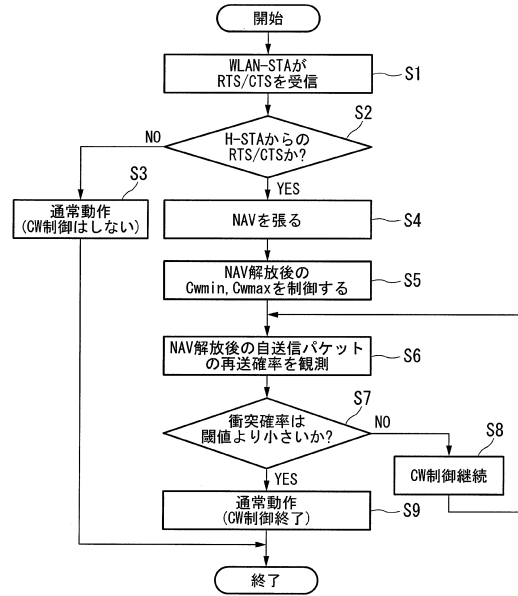 開始
WLAN-STAが
RTS/CTSを受信
S1
S2
H-STAからの
RTS/CTSか?
NO
YES
S3
通常動作
(CW制御はしない)
NAVを張る
S4
NAV解放後の
Cwmin,Cwmaxを制御する
S5
NAV解放後の自送信パケット
の再送確率を観測
S6
S7
衝突確率は
閾値より小さいか?
NO
YES
S8
CW制御継続
通常動作
(CW制御終了)
S9
終了